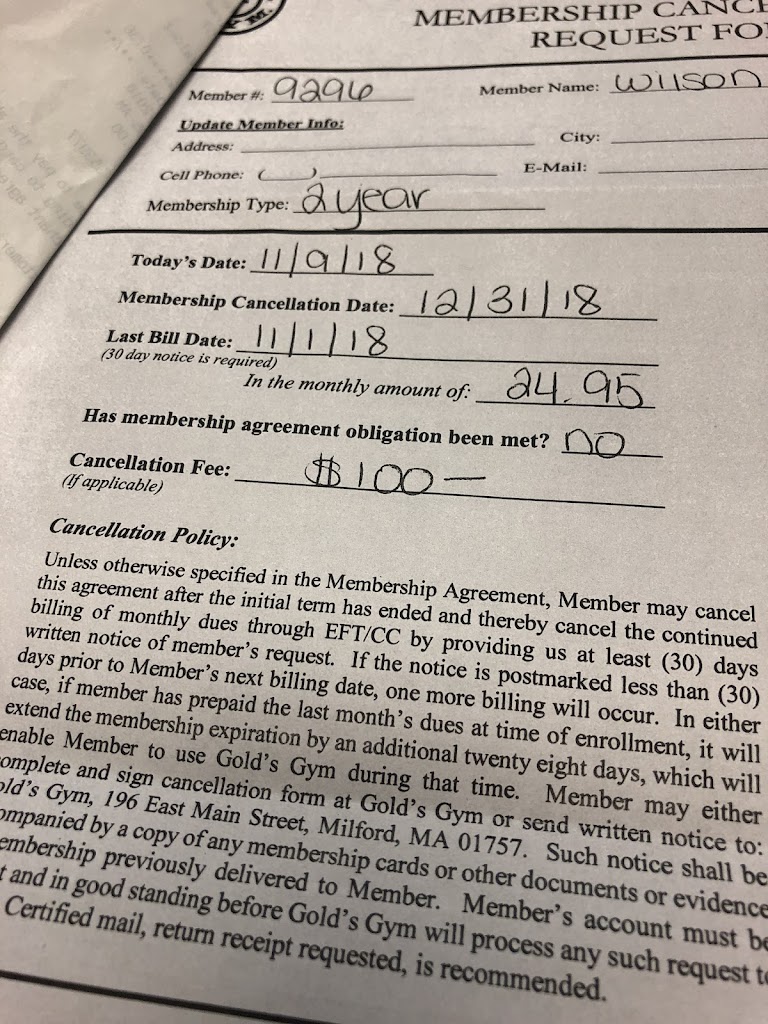 MEMBERSHIP CANCE
REQUEST FO
Member #: 9296 Member Name: Wilson
Update Member Info:
Address: City:
Cell Phone: ( ) E-Mail:
Membership Type: 2 year
Today's Date: 11/9/18
Membership Cancellation Date: 12/31/18
Last Bill Date: 11/1/18
(30 day notice is required)
In the monthly amount of: 24.95
Has membership agreement obligation been met? no
Cancellation Fee: $100—
(If applicable)
Cancellation Policy:
Unless otherwise specified in the Membership Agreement, Member may cancel
this agreement after the initial term has ended and thereby cancel the continued
billing of monthly dues through EFT/CC by providing us at least (30) days
written notice of member's request. If the notice is postmarked less than (30)
days prior to Member's next billing date, one more billing will occur. In either
case, if member has prepaid the last month's dues at time of enrollment, it will
extend the membership expiration by an additional twenty eight days, which will
enable Member to use Gold's Gym during that time. Member may either
omplete and sign cancellation form at Gold's Gym or send written notice to:
old's Gym, 196 East Main Street, Milford, MA 01757. Such notice shall be
ompanied by a copy of any membership cards or other documents or evidence
embership previously delivered to Member. Member's account must be
t and in good standing before Gold's Gym will process any such request to
Certified mail, return receipt requested, is recommended.